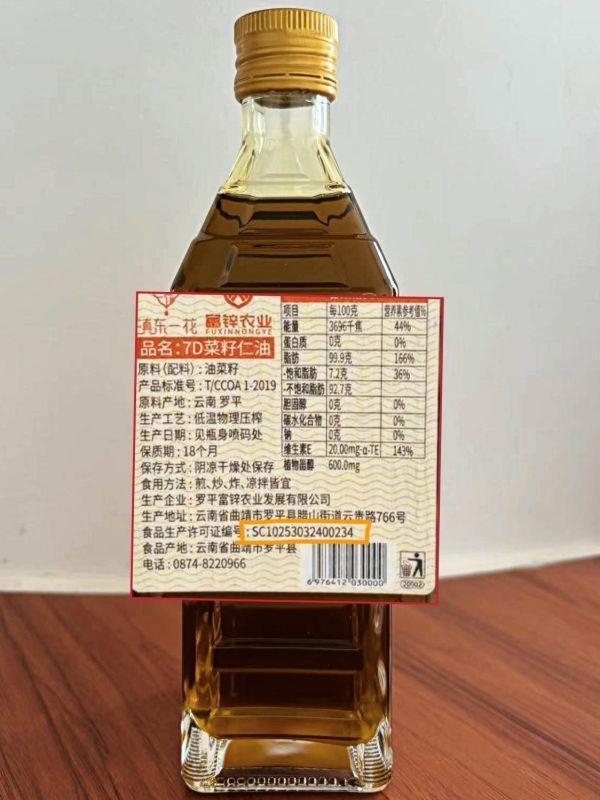 滇东一花 富锌农业
FUXINNONGYE
品名:7D菜籽仁油
原料(配料):油菜籽
产品标准号:T/CCOA 1-2019
原料产地:云南 罗平
生产工艺:低温物理压榨
生产日期:见瓶身喷码处
保质期:18个月
保存方式:阴凉干燥处保存
食用方法:煎、炒、炸、凉拌皆宜
生产企业:罗平富锌农业发展有限公司
生产地址:云南省曲靖市罗平县腊山街道云贵路766号
食品生产许可证编号:SC10253032400234
食品产地:云南省曲靖市罗平县
电话:0874-8220966
项目 每100克 营养素参考值%
能量 3696千焦 44%
蛋白质 0克 0%
脂肪 99.9克 166%
-饱和脂肪 7.2克 36%
-不饱和脂肪 92.7克
胆固醇 0克 0%
碳水化合物 0克 0%
钠 0克 0%
维生素E 20.00mg·α-TE 143%
植物甾醇 600.0mg
6 976412 030000